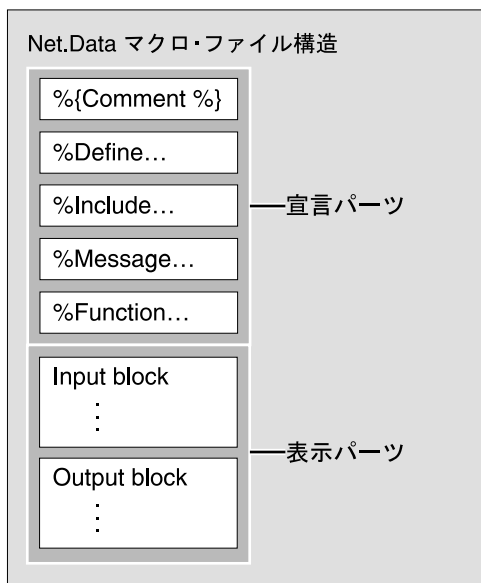 Net.Data マクロ・ファイル構造
%{Comment %}
%Define...
%Include...
宣言パーツ
%Message...
%Function...
Input block
⋮
表示パーツ
Output block
⋮